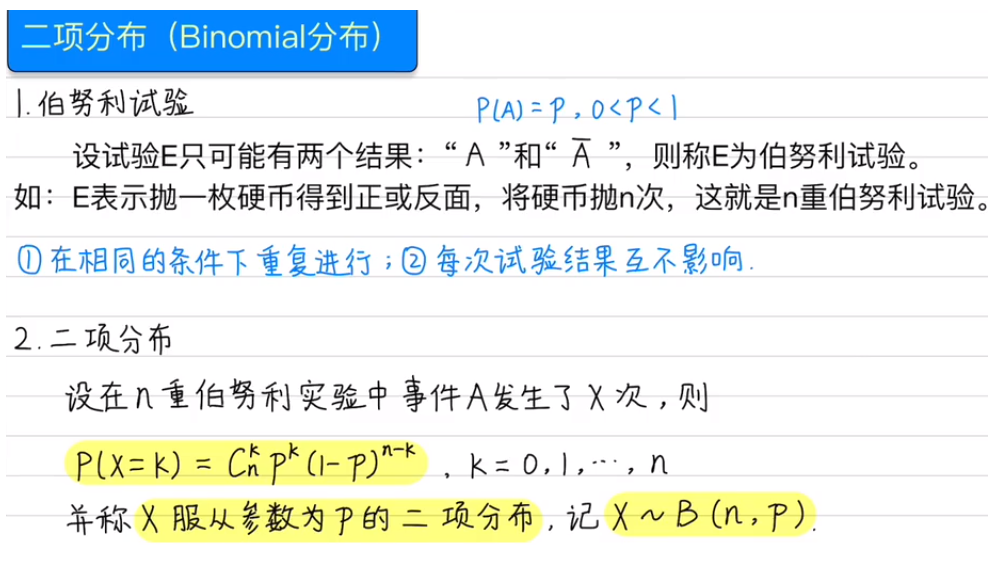 二项分布（Binomial分布）
1.伯努利试验
P(A)=P,0<P<1
设试验E只可能有两个结果：“A”和“Ā”，则称E为伯努利试验。
如：E表示抛一枚硬币得到正或反面，将硬币抛n次，这就是n重伯努利试验。
①在相同的条件下重复进行；②每次试验结果互不影响.
2.二项分布
设在n重伯努利实验中事件A发生了X次,则
P(X=k)=Cₙᵏpᵏ(1-p)ⁿ⁻ᵏ,k=0,1,⋯,n
并称X服从参数为P的二项分布,记X~B(n,p).